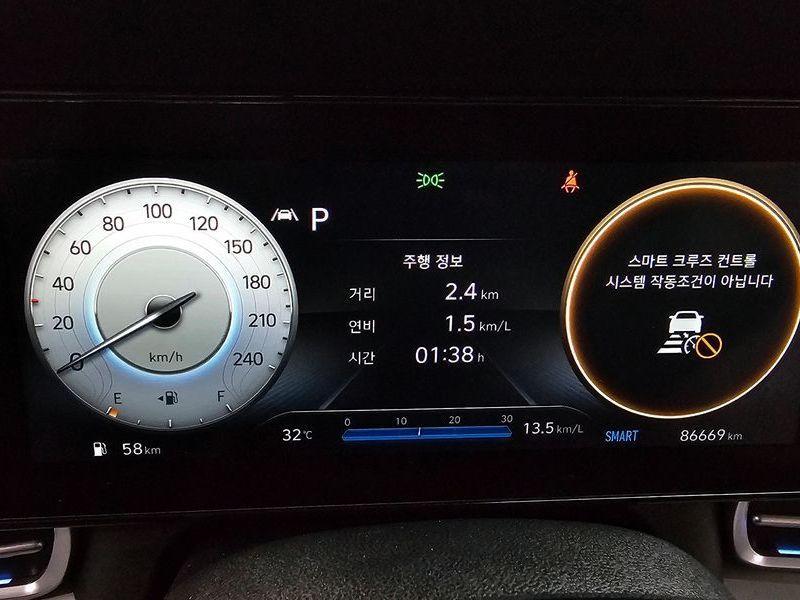 P
주행 정보
거리 2.4 km
연비 1.5 km/L
시간 01:38 h
0 20 40 60 80 100 120 150 180 210 240
km/h
E F
58 km
32℃
0 10 20 30
13.5 km/L
스마트 크루즈 컨트롤
시스템 작동조건이 아닙니다
SMART
86669 km